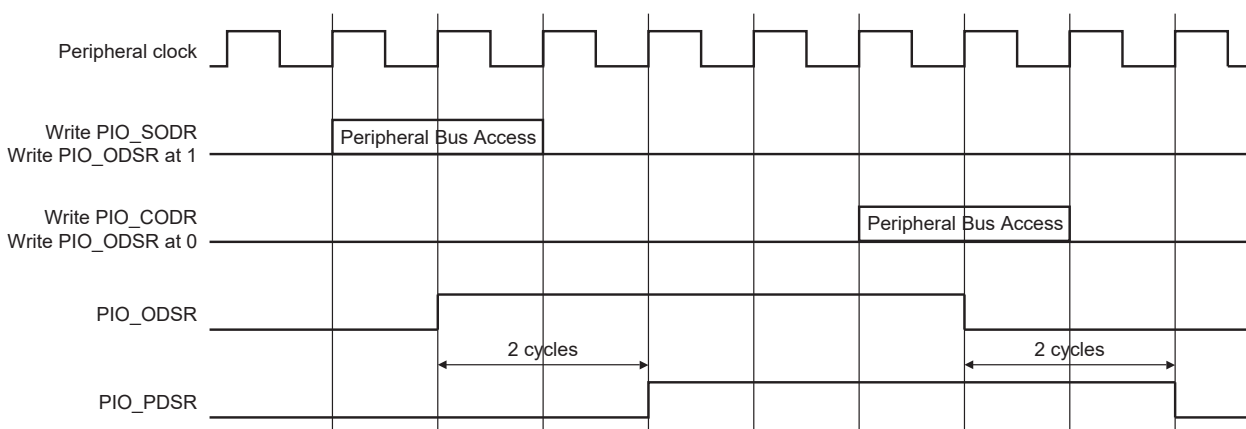 Peripheral clock
Write PIO_SODR
Write PIO_ODSR at 1
Peripheral Bus Access
Write PIO_CODR
Write PIO_ODSR at 0
Peripheral Bus Access
PIO_ODSR
2 cycles
2 cycles
PIO_PDSR